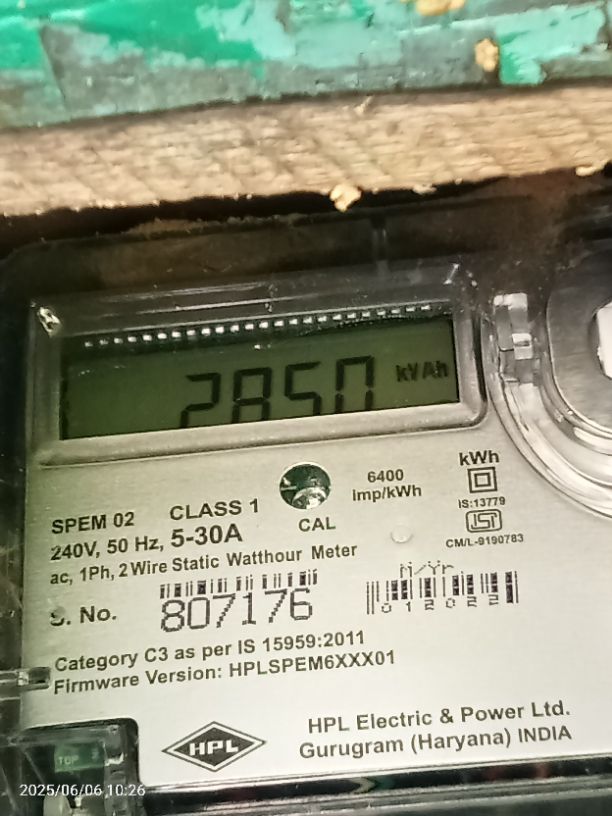 2850 kVAh
kWh
6400
imp/kWh
IS:13779
ISI
CM/L-9190783
CAL
SPEM 02 CLASS 1
240V, 50 Hz, 5-30A
ac, 1Ph, 2 Wire Static Watthour Meter
M/Yr
S. No. 807176
012022
Category C3 as per IS 15959:2011
Firmware Version: HPLSPEM6XXX01
HPL
HPL Electric & Power Ltd.
Gurugram (Haryana) INDIA
TOP
2025/06/06 10:26